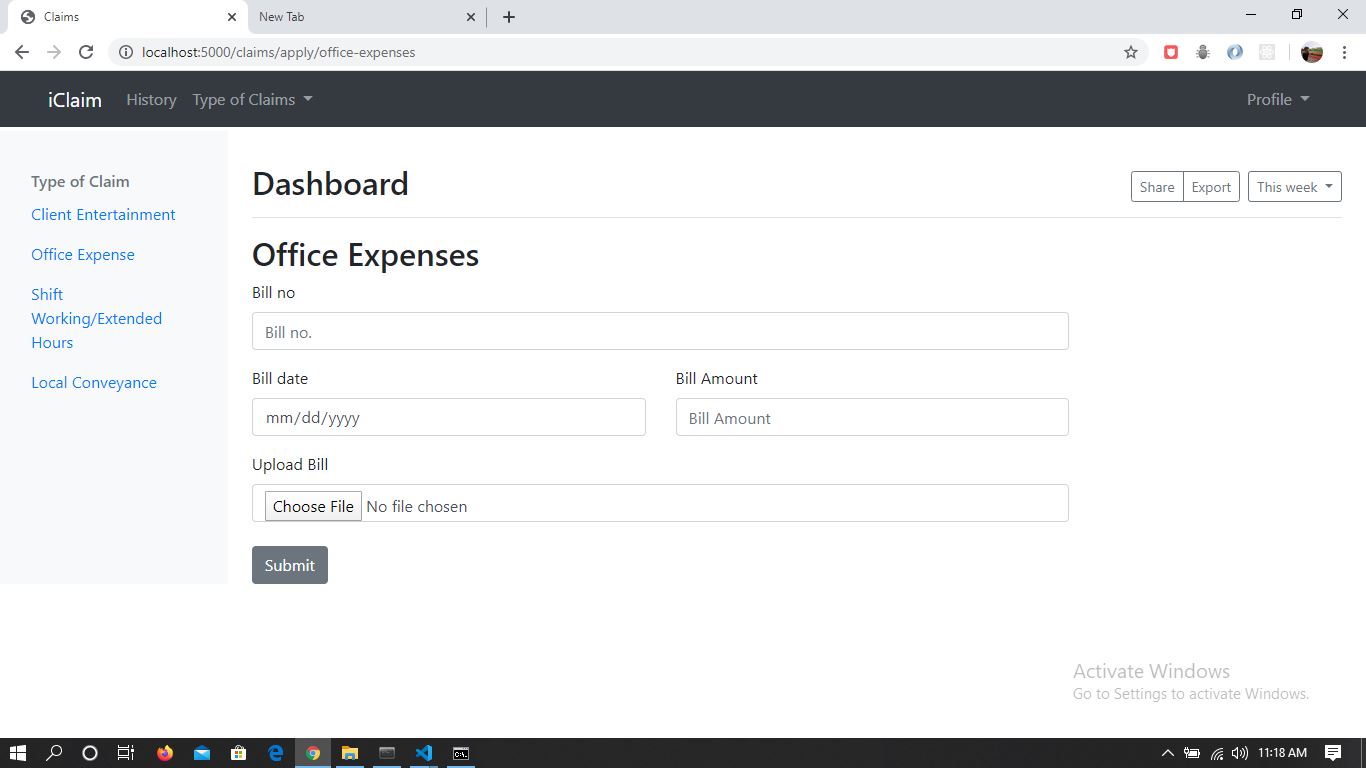 Claims
New Tab
localhost:5000/claims/apply/office-expenses
iClaim History Type of Claims Profile
Type of Claim
Client Entertainment
Office Expense
Shift
Working/Extended
Hours
Local Conveyance
Dashboard
Share Export This week
Office Expenses
Bill no
Bill no.
Bill date Bill Amount
mm/dd/yyyy Bill Amount
Upload Bill
Choose File No file chosen
Submit
Activate Windows
Go to Settings to activate Windows.
11:18 AM